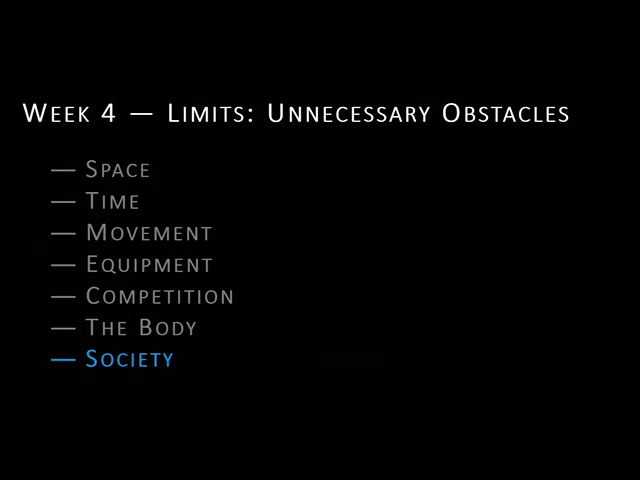 Week 4 — Limits: Unnecessary Obstacles
— Space
— Time
— Movement
— Equipment
— Competition
— The Body
— Society